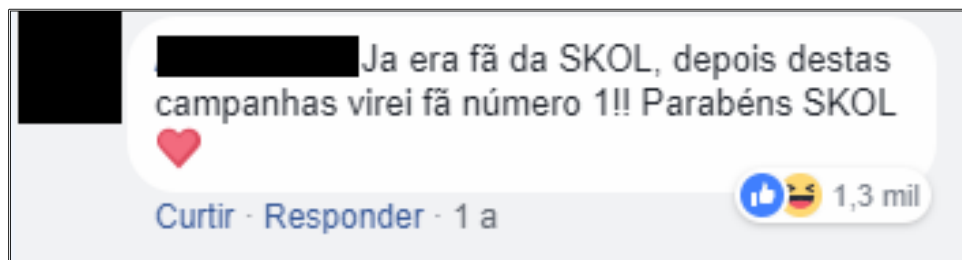 Ja era fã da SKOL, depois destas
campanhas virei fã número 1!! Parabéns SKOL
Curtir · Responder · 1 a
1,3 mil